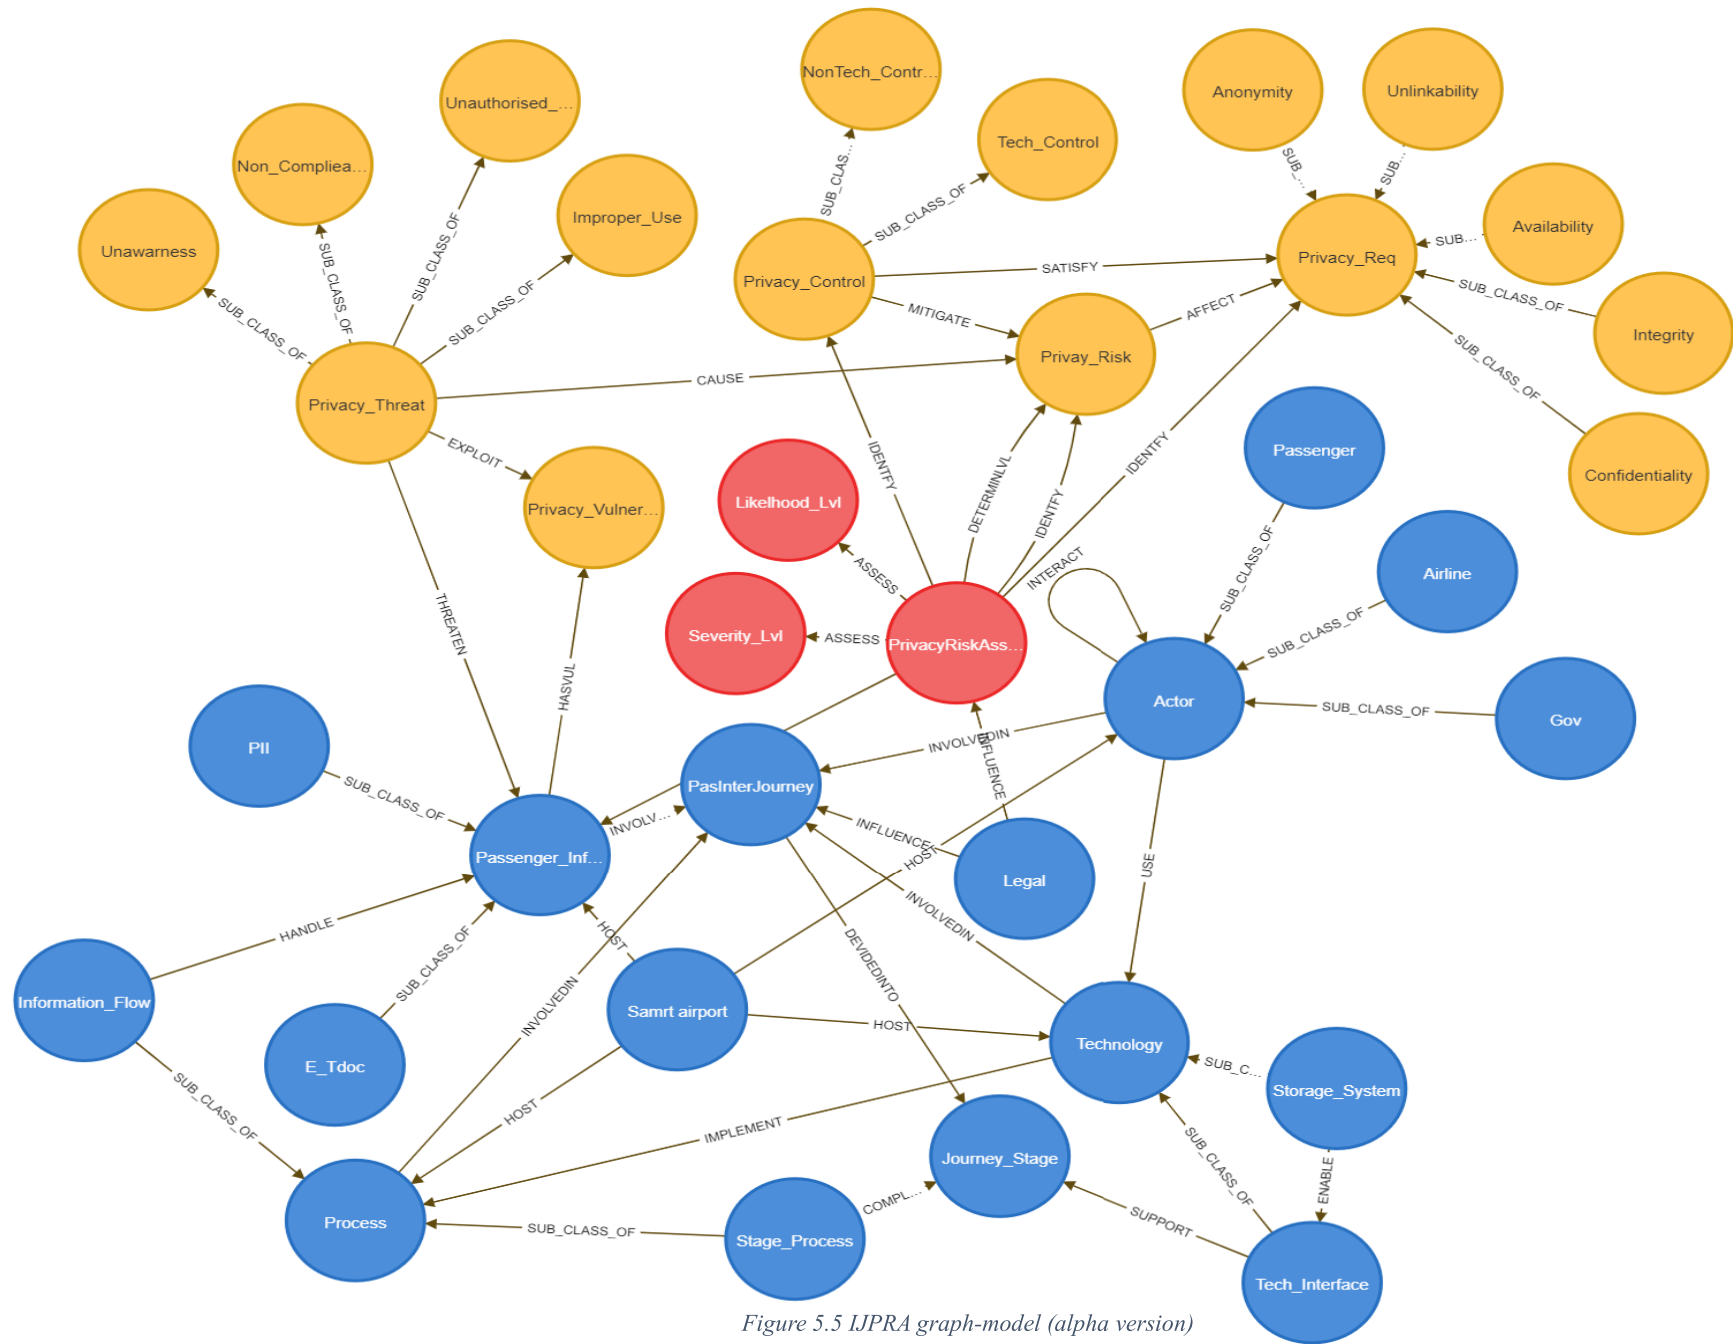 NonTech_Contr...
Unauthorised_...
Anonymity
Unlinkability
Tech_Control
Non_Compliea...
SUB_CLAS...
SUB_...
SUB...
Improper_Use
SUB_CLASS_OF
Availability
Unawarness
SUB_CLASS_OF
SUB_CLASS_OF
SUB...
Privacy_Req
Privacy_Control
SATISFY
SUB_CLASS_OF
SUB_CLASS_OF
SUB_CLASS_OF
MITIGATE
AFFECT
SUB_CLASS_OF
Integrity
Privay_Risk
CAUSE
SUB_CLASS_OF
Privacy_Threat
EXPLOIT
IDENTFY
IDENTFY
Passenger
Confidentiality
Likelhood_Lvl
DETERMINLVL
IDENTFY
Privacy_Vulner...
ASSESS
INTERACT
SUB_CLASS_OF
Airline
THREATEN
Severity_Lvl
ASSESS
PrivacyRiskAss...
SUB_CLASS_OF
HASVUL
Actor
SUB_CLASS_OF
Gov
PII
INVOLVEDIN
INFLUENCE
SUB_CLASS_OF
PasInterJourney
INVOLV...
INFLUENCE
Passenger_Inf...
HOST
USE
Legal
HANDLE
HOST
INVOLVEDIN
SUB_CLASS_OF
DEVIDEDINTO
Information_Flow
INVOLVEDIN
Samrt airport
HOST
Technology
E_Tdoc
SUB_C...
Storage_System
SUB_CLASS_OF
HOST
IMPLEMENT
SUB_CLASS_OF
Journey_Stage
ENABLE
COMPL...
Process
SUB_CLASS_OF
Stage_Process
SUPPORT
Tech_Interface
Figure 5.5 IJPRA graph-model (alpha version)